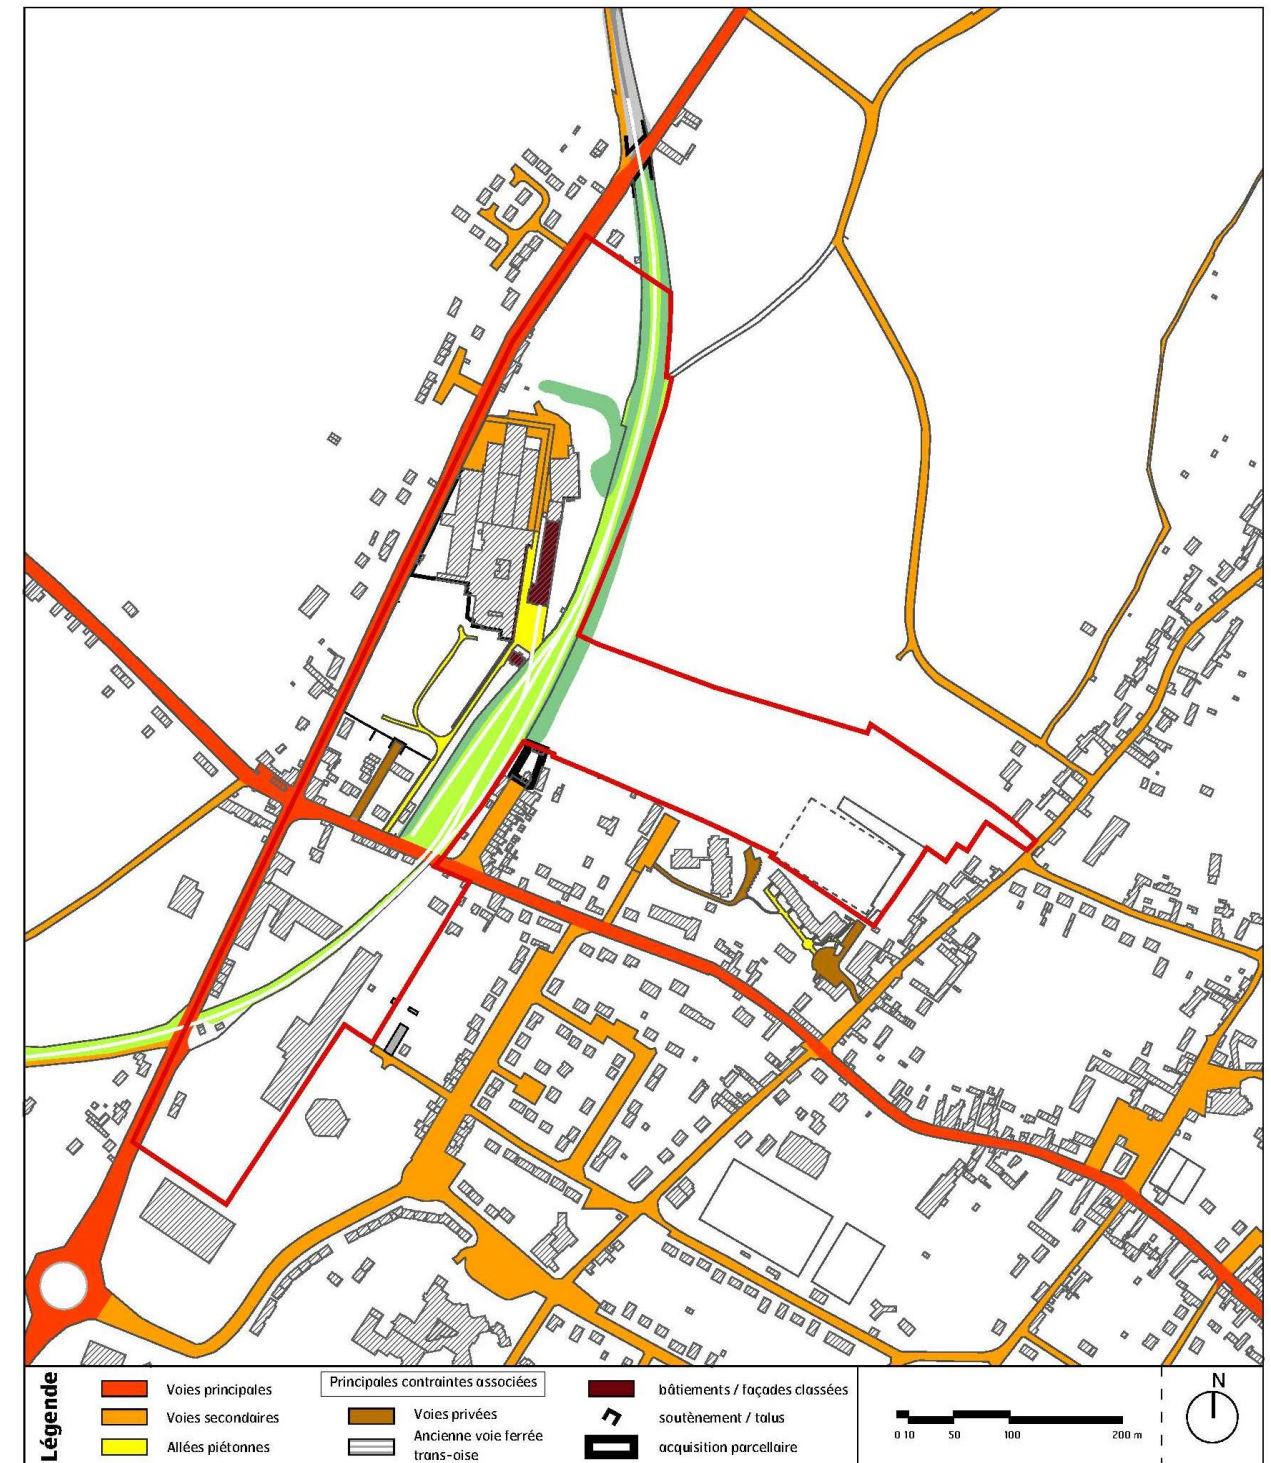 Légende
Voies principales
Voies secondaires
Allées piétonnes
Principales contraintes associées
Voies privées
Ancienne voie ferrée
trans-oise
bâtiments / façades classées
soutènement / talus
acquisition parcellaire
0 10 50 100 200 m
N